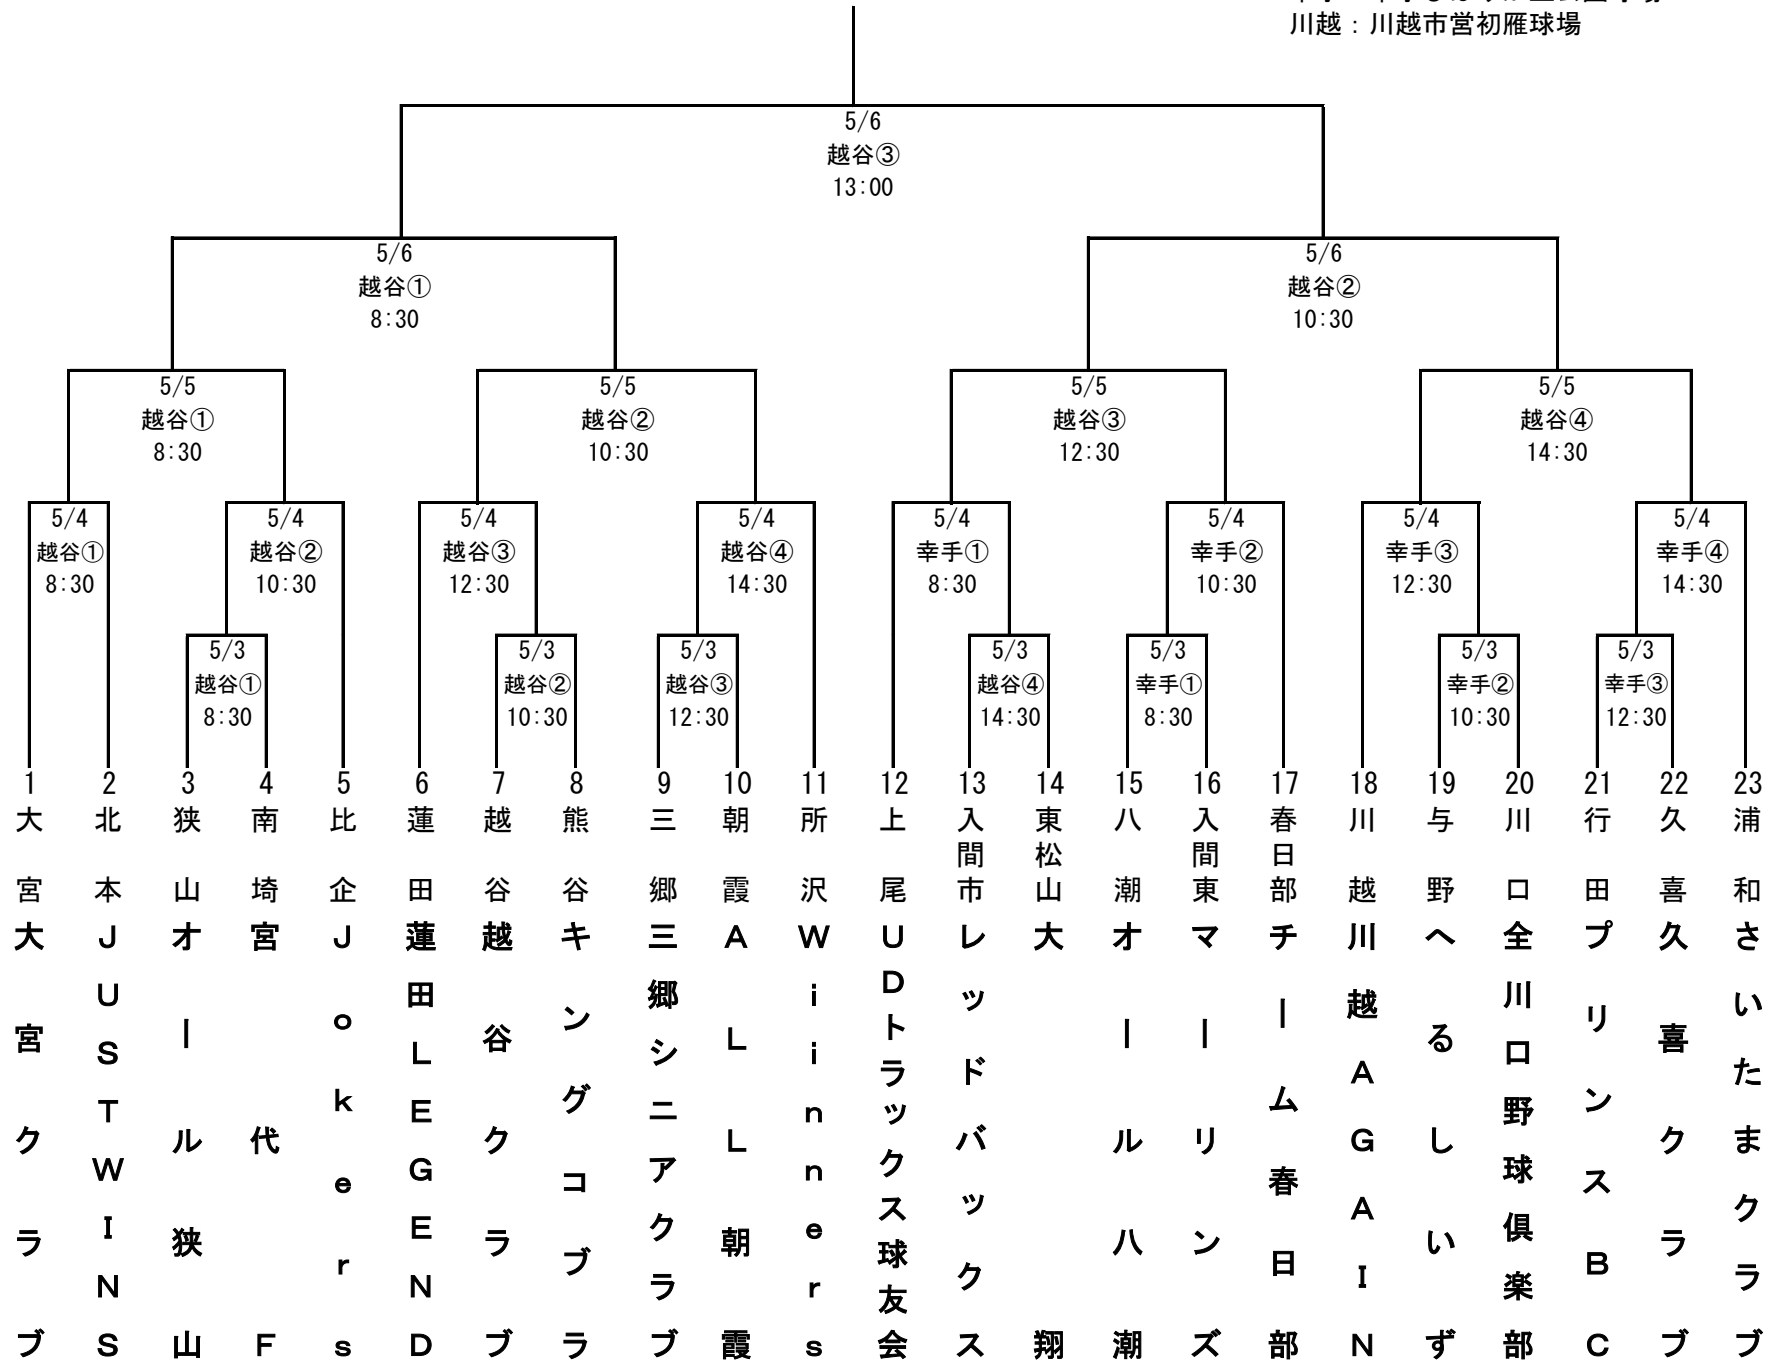 川越：川越市営初雁球場
5/6
越谷③
13:00
5/6
越谷①
8:30
5/6
越谷②
10:30
5/5
越谷①
8:30
5/5
越谷②
10:30
5/5
越谷③
12:30
5/5
越谷④
14:30
5/4
越谷①
8:30
5/4
越谷②
10:30
5/4
越谷③
12:30
5/4
越谷④
14:30
5/4
幸手①
8:30
5/4
幸手②
10:30
5/4
幸手③
12:30
5/4
幸手④
14:30
5/3
越谷①
8:30
5/3
越谷②
10:30
5/3
越谷③
12:30
5/3
越谷④
14:30
5/3
幸手①
8:30
5/3
幸手②
10:30
5/3
幸手③
12:30
1
大宮
大宮クラブ
2
北本
JUSTWINS
3
狭山
オール狭山
4
南埼
宮代F
5
比企
Jokers
6
蓮田
蓮田LEGEND
7
越谷
越谷クラブ
8
熊谷
キングコブラ
9
三郷
三郷シニアクラブ
10
朝霞
ALL朝霞
11
所沢
Wiinners
12
上尾
UDトラックス球友会
13
入間市
レッドバックス
14
東松山
大翔
15
八潮
オール八潮
16
入間東
マーリンズ
17
春日部
チーム春日部
18
川越
川越AGAIN
19
与野
へるしいず
20
川口
全川口野球倶楽部
21
行田
プリンスBC
22
久喜
久喜クラブ
23
浦和
さいたまクラブ